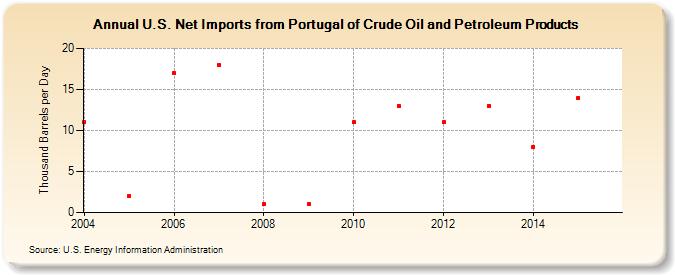 Annual U.S. Net Imports from Portugal of Crude Oil and Petroleum Products
Thousand Barrels per Day
20
15
10
5
0
2004 2006 2008 2010 2012 2014
Source: U.S. Energy Information Administration